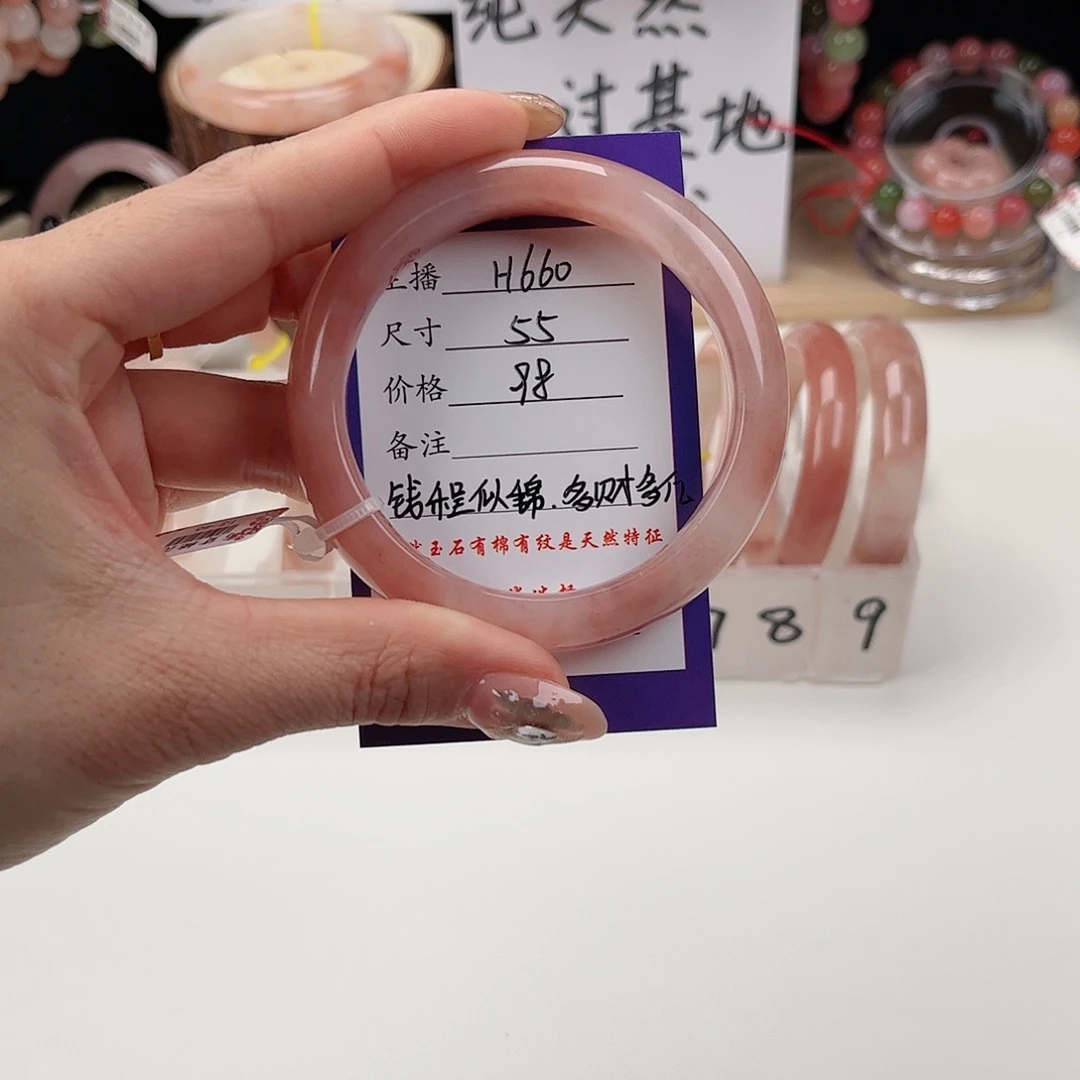 纯天然
过基地
主播 H660
尺寸 55
价格 98
备注
钱程似锦.多财多亿
玉石有棉有纹是天然特征
7 8 9